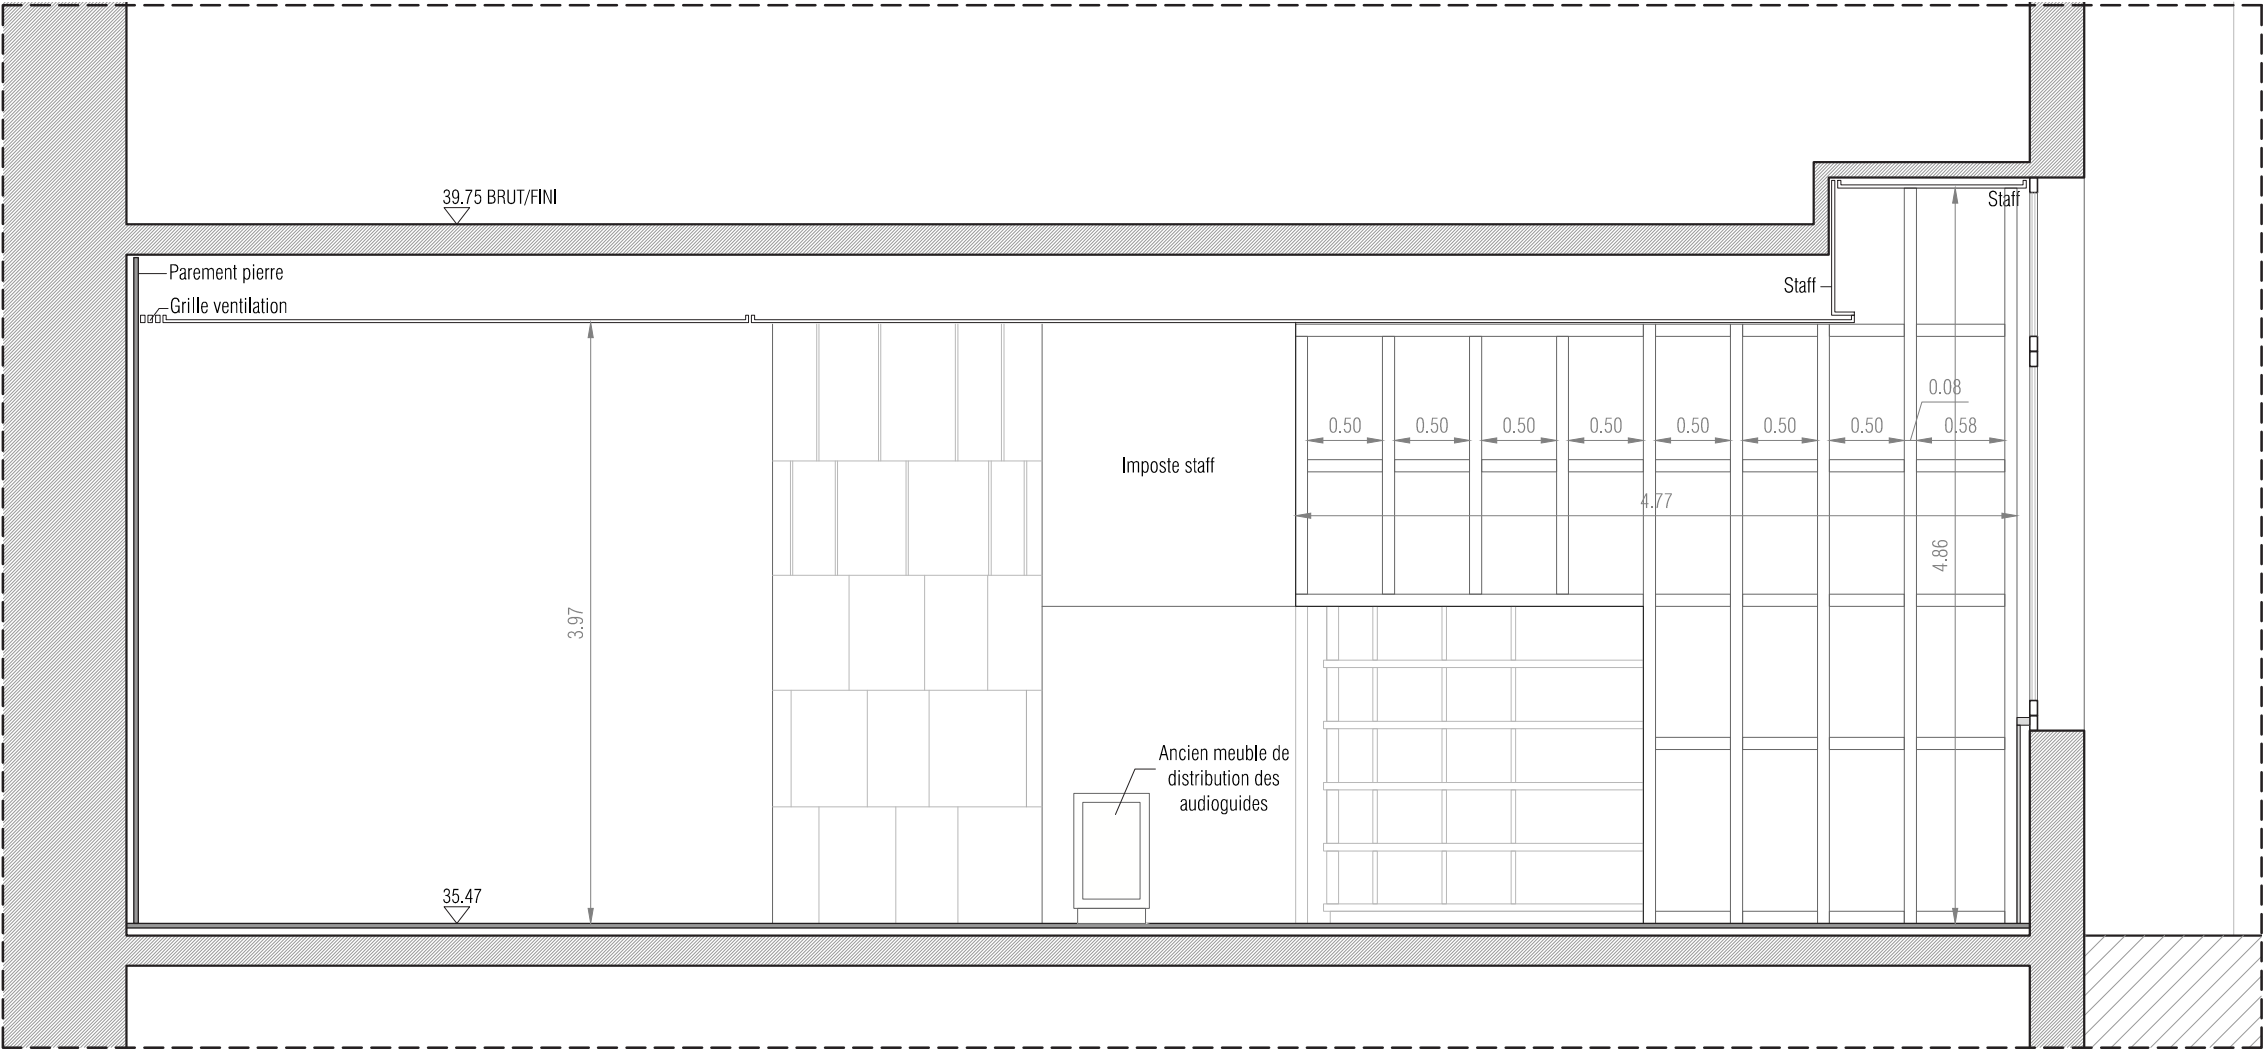 39.75 BRUT/FINI
Staff
Parement pierre
Staff
Grille ventilation
0.08
0.50 0.50 0.50 0.50 0.50 0.50 0.50 0.58
Imposte staff
4.77
4.86
3.97
Ancien meuble de
distribution des
audioguides
35.47